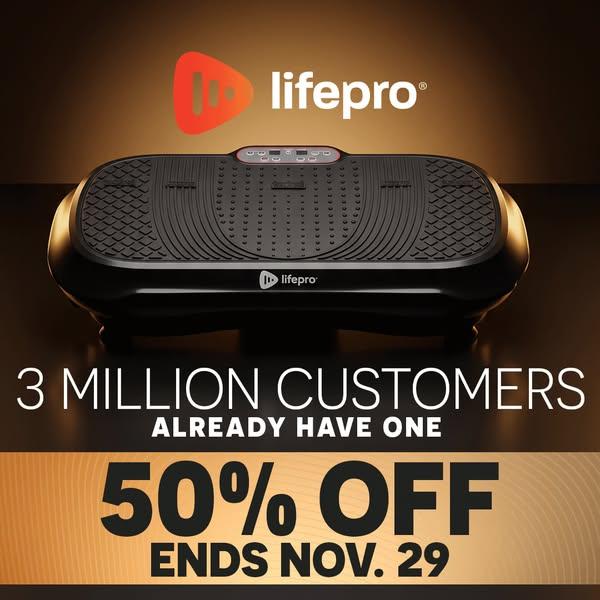 lifepro®
lifepro
3 MILLION CUSTOMERS
ALREADY HAVE ONE
50% OFF
ENDS NOV. 29